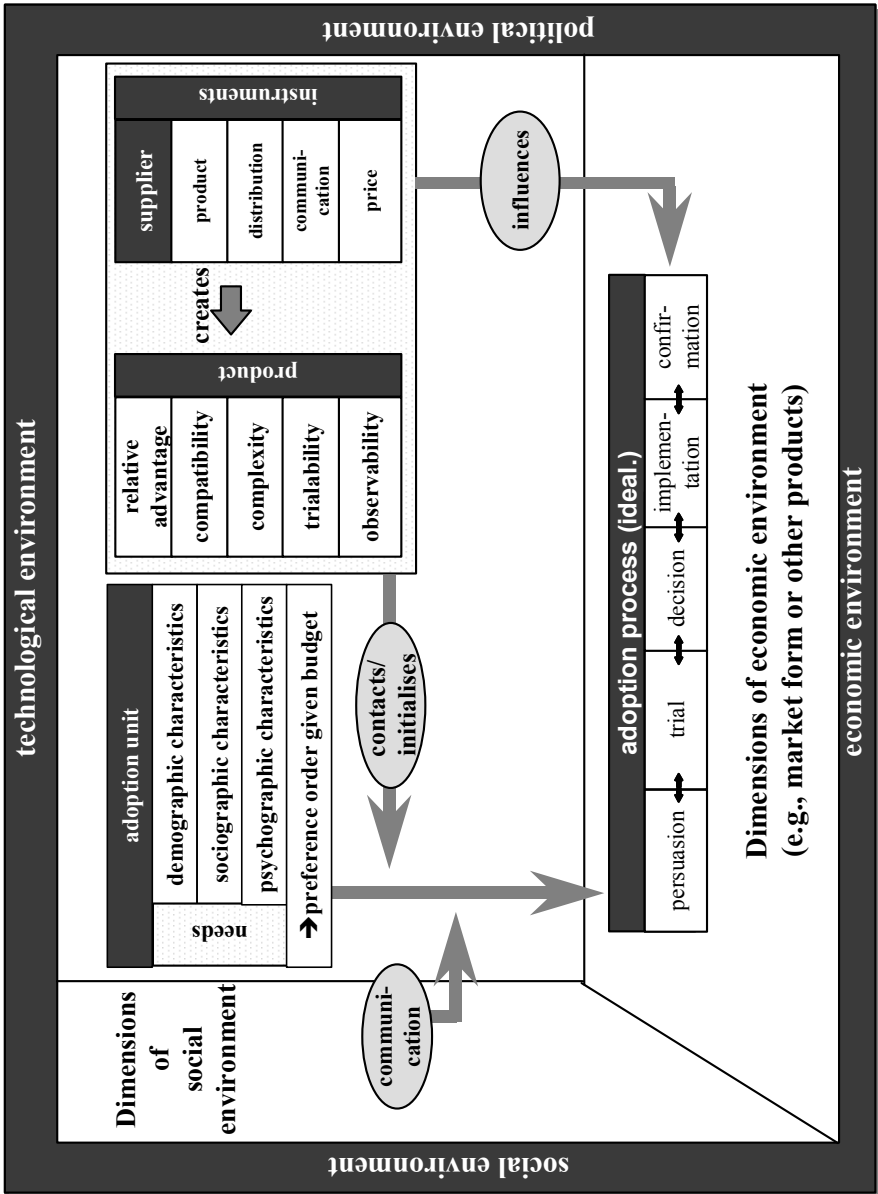 technological environment
political environment
social environment
economic environment
Dimensions
of
social
environment
adoption unit
needs
demographic characteristics
sociographic characteristics
psychographic characteristics
➔preference order given budget
product
relative
advantage
compatibility
complexity
trialability
observability
creates
supplier
instruments
product
distribution
communi-
cation
price
communi-
cation
contacts/
initialises
influences
adoption process (ideal.)
persuasion
trial
decision
implemen-
tation
confir-
mation
Dimensions of economic environment
(e.g., market form or other products)